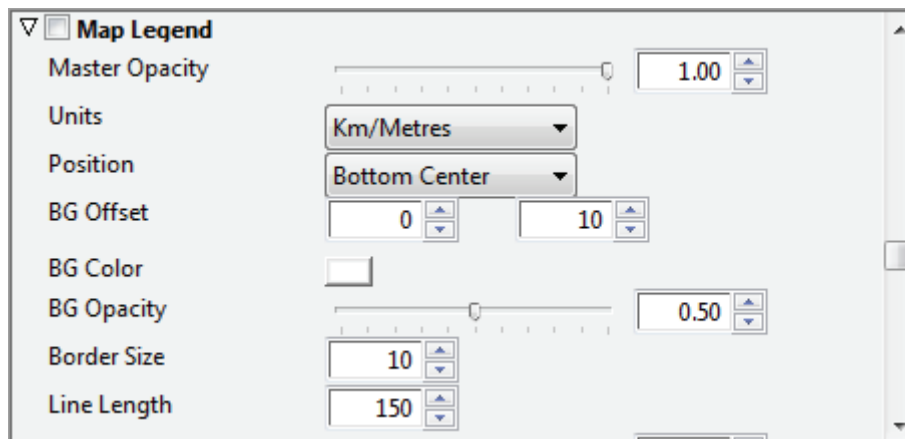 Map Legend
Master Opacity 1.00
Units Km/Metres
Position Bottom Center
BG Offset 0 10
BG Color
BG Opacity 0.50
Border Size 10
Line Length 150